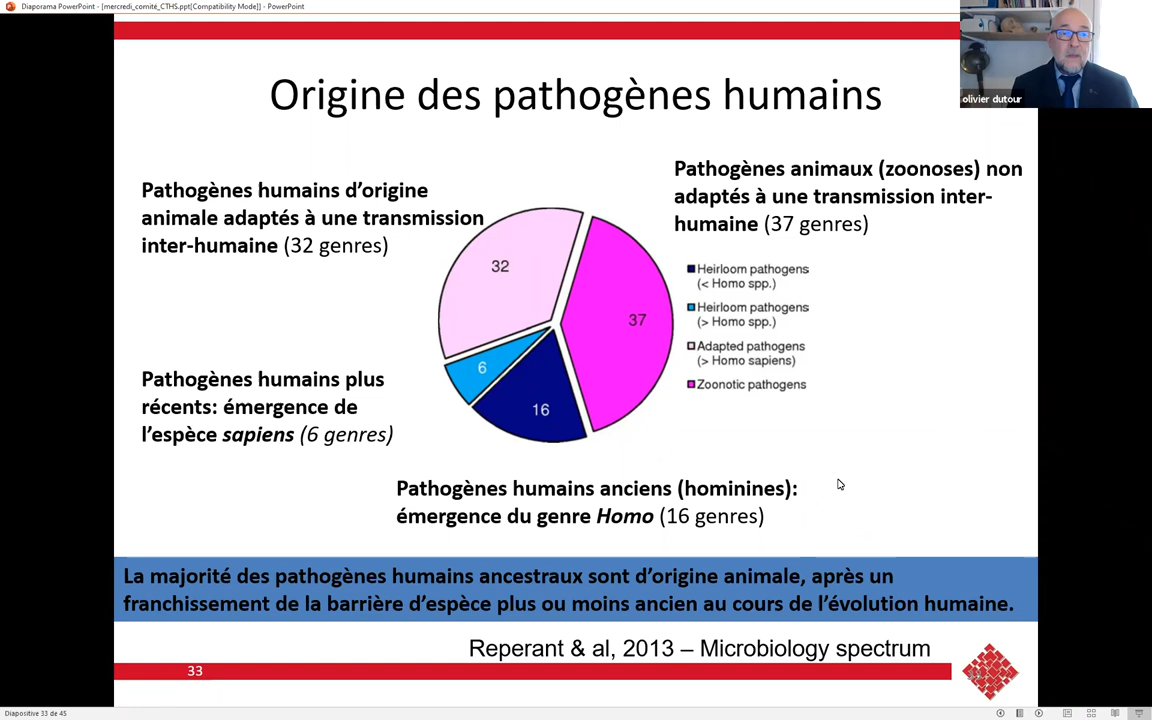 Diaporama PowerPoint - [mercredi_comité_CTHS.ppt[Compatibility Mode]] - PowerPoint
olivier dutour
Origine des pathogènes humains
Pathogènes humains d’origine
animale adaptés à une transmission
inter-humaine (32 genres)
Pathogènes animaux (zoonoses) non
adaptés à une transmission inter-
humaine (37 genres)
32
37
6
16
Heirloom pathogens
(< Homo spp.)
Heirloom pathogens
(> Homo spp.)
Adapted pathogens
(> Homo sapiens)
Zoonotic pathogens
Pathogènes humains plus
récents: émergence de
l’espèce sapiens (6 genres)
Pathogènes humains anciens (hominines):
émergence du genre Homo (16 genres)
La majorité des pathogènes humains ancestraux sont d’origine animale, après un
franchissement de la barrière d’espèce plus ou moins ancien au cours de l’évolution humaine.
Reperant & al, 2013 – Microbiology spectrum
33
Diapositive 33 de 45